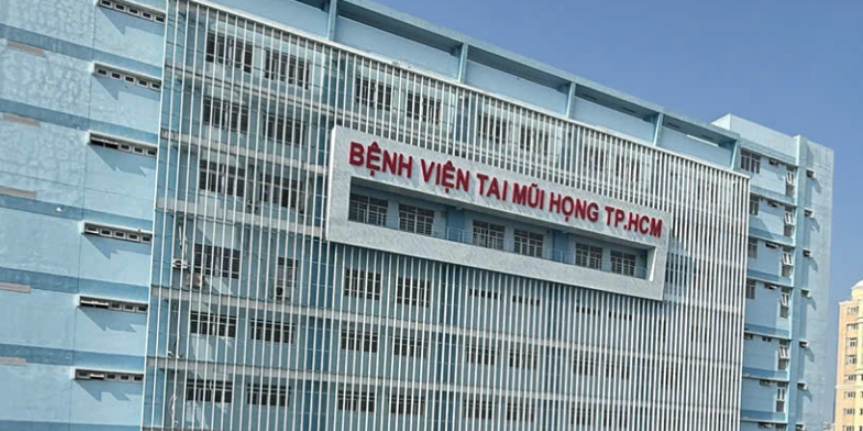 BỆNH VIỆN TAI MŨI HỌNG TP.HCM